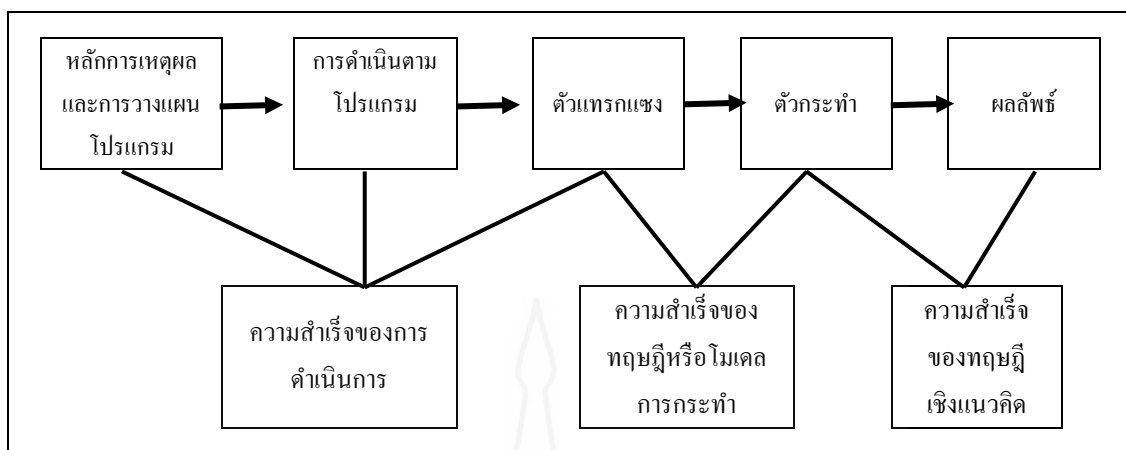 หลักการเหตุผล
และการวางแผน
โปรแกรม
การดำเนินตาม
โปรแกรม
ตัวแทรกแซง
ตัวกระทำ
ผลลัพธ์
ความสำเร็จของการ
ดำเนินการ
ความสำเร็จของ
ทฤษฎีหรือโมเดล
การกระทำ
ความสำเร็จ
ของทฤษฎี
เชิงแนวคิด